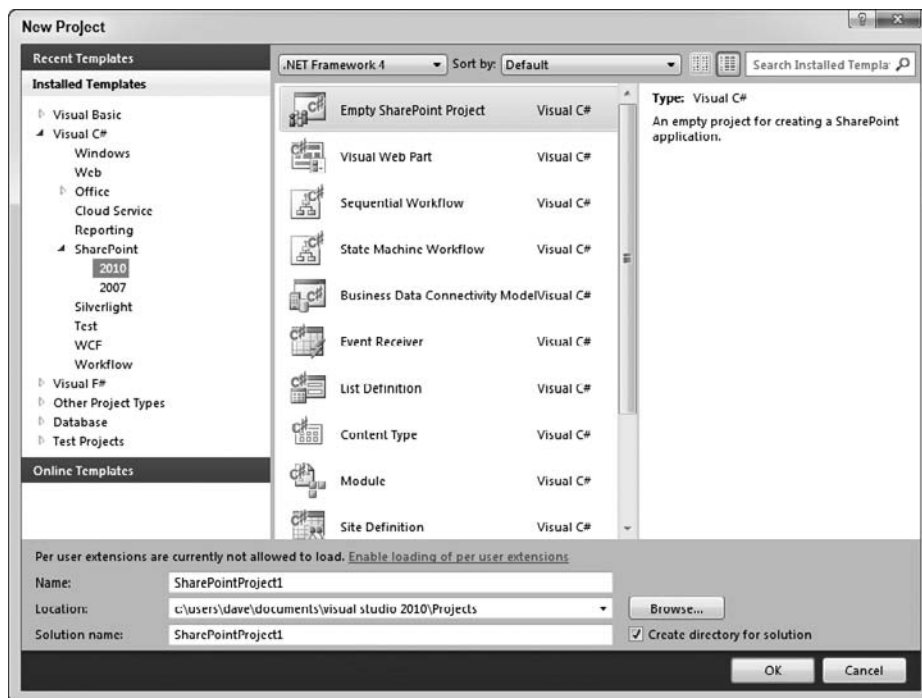 New Project
Recent Templates
Installed Templates
Visual Basic
Visual C#
Windows
Web
Office
Cloud Service
Reporting
SharePoint
2010
2007
Silverlight
Test
WCF
Workflow
Visual F#
Other Project Types
Database
Test Projects
Online Templates
.NET Framework 4 Sort by: Default Search Installed Templa
Empty SharePoint Project Visual C#
Visual Web Part Visual C#
Sequential Workflow Visual C#
State Machine Workflow Visual C#
Business Data Connectivity Model Visual C#
Event Receiver Visual C#
List Definition Visual C#
Content Type Visual C#
Module Visual C#
Site Definition Visual C#
Type: Visual C#
An empty project for creating a SharePoint
application.
Per user extensions are currently not allowed to load. Enable loading of per user extensions
Name: SharePointProject1
Location: c:\users\dave\documents\visual studio 2010\Projects Browse...
Solution name: SharePointProject1 Create directory for solution
OK Cancel